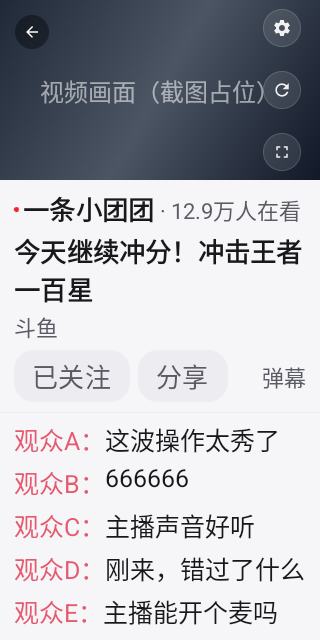 视频画面（截图占位）
一条小团团 · 12.9万人在看
今天继续冲分！冲击王者
一百星
斗鱼
已关注 分享 弹幕
观众A： 这波操作太秀了
观众B： 666666
观众C： 主播声音好听
观众D： 刚来，错过了什么
观众E： 主播能开个麦吗